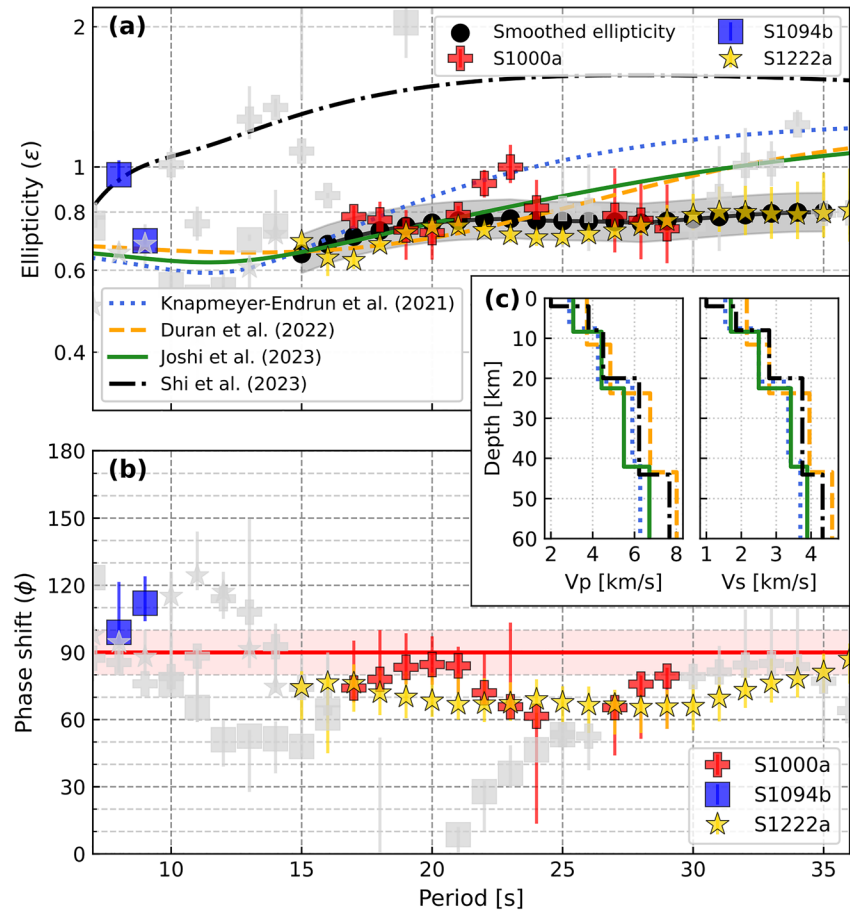 (a)
Smoothed ellipticity
S1000a
S1094b
S1222a
2
1
0.8
0.6
0.4
Ellipticity (ε)
Knapmeyer-Endrun et al. (2021)
Duran et al. (2022)
Joshi et al. (2023)
Shi et al. (2023)
(c)
0
10
20
30
40
50
60
Depth [km]
2 4 6 8
Vp [km/s]
1 2 3 4
Vs [km/s]
(b)
180
150
120
90
60
30
0
Phase shift (ϕ)
S1000a
S1094b
S1222a
10 15 20 25 30 35
Period [s]